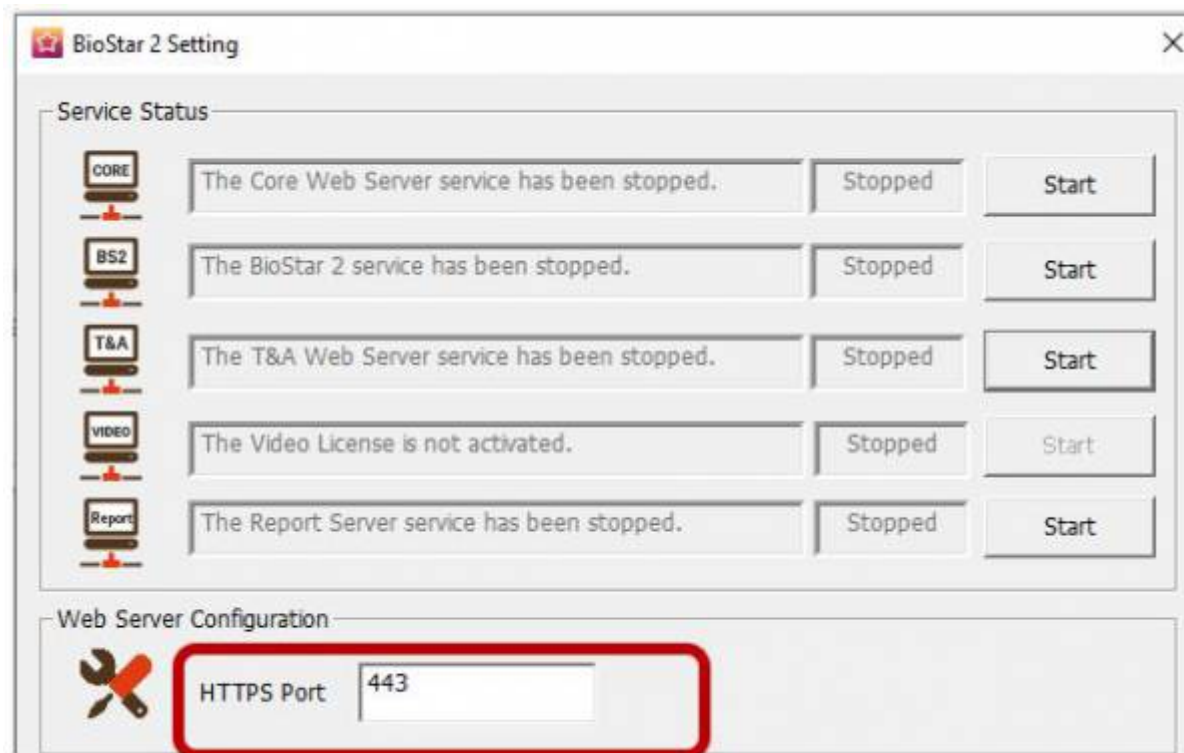 BioStar 2 Setting
Service Status
CORE
The Core Web Server service has been stopped. Stopped Start
BS2
The BioStar 2 service has been stopped. Stopped Start
T&A
The T&A Web Server service has been stopped. Stopped Start
VIDEO
The Video License is not activated. Stopped Start
Report
The Report Server service has been stopped. Stopped Start
Web Server Configuration
HTTPS Port 443